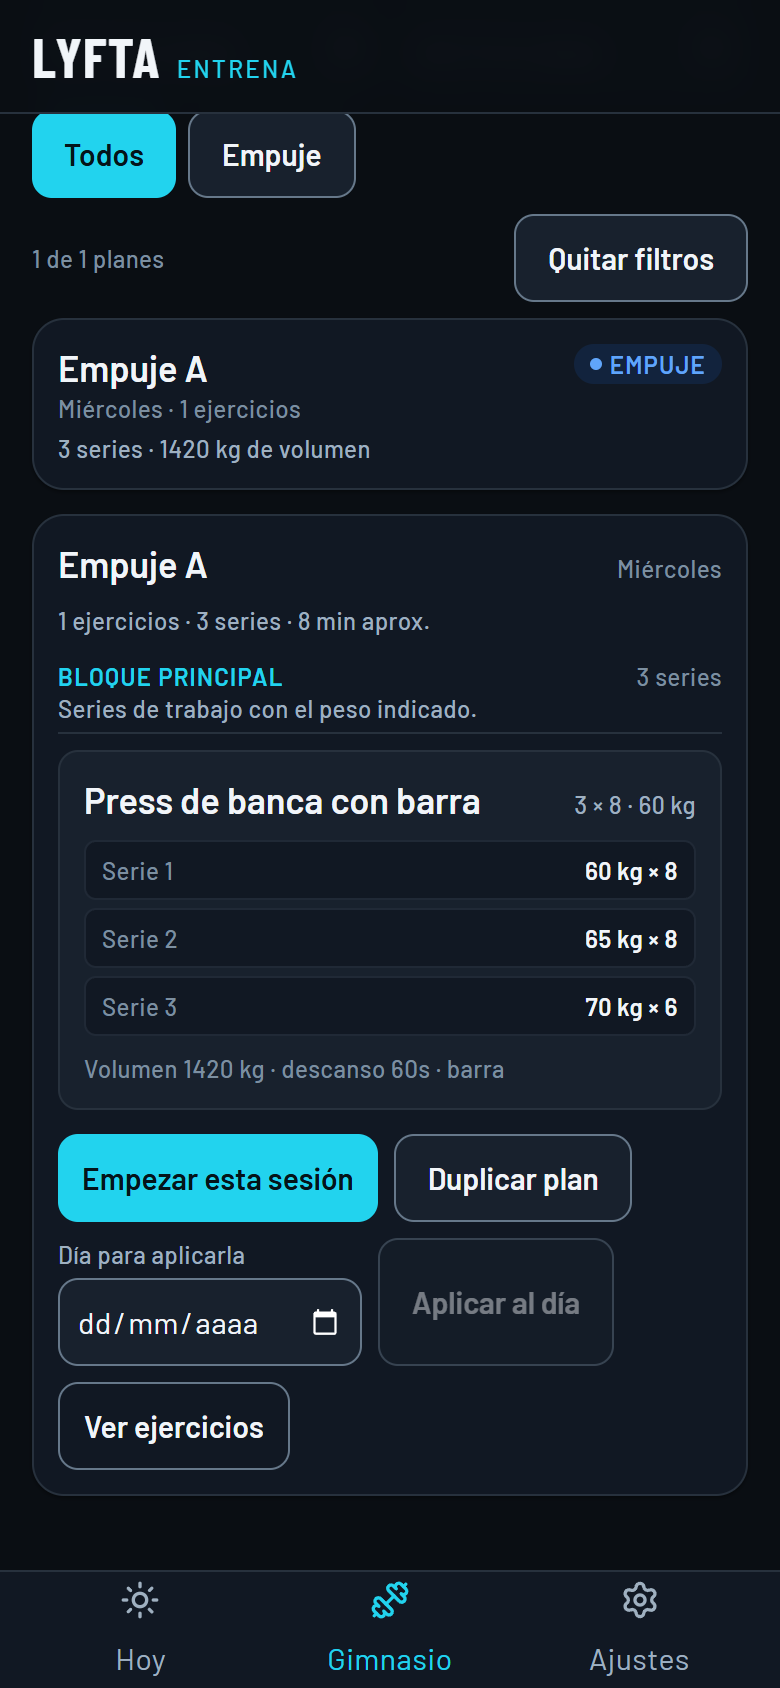 LYFTA ENTRENA
Todos Empuje
1 de 1 planes Quitar filtros
Empuje A EMPUJE
Miércoles · 1 ejercicios
3 series · 1420 kg de volumen
Empuje A Miércoles
1 ejercicios · 3 series · 8 min aprox.
BLOQUE PRINCIPAL 3 series
Series de trabajo con el peso indicado.
Press de banca con barra 3 × 8 · 60 kg
Serie 1 60 kg × 8
Serie 2 65 kg × 8
Serie 3 70 kg × 6
Volumen 1420 kg · descanso 60s · barra
Empezar esta sesión Duplicar plan
Día para aplicarla
dd/mm/aaaa Aplicar al día
Ver ejercicios
Hoy Gimnasio Ajustes